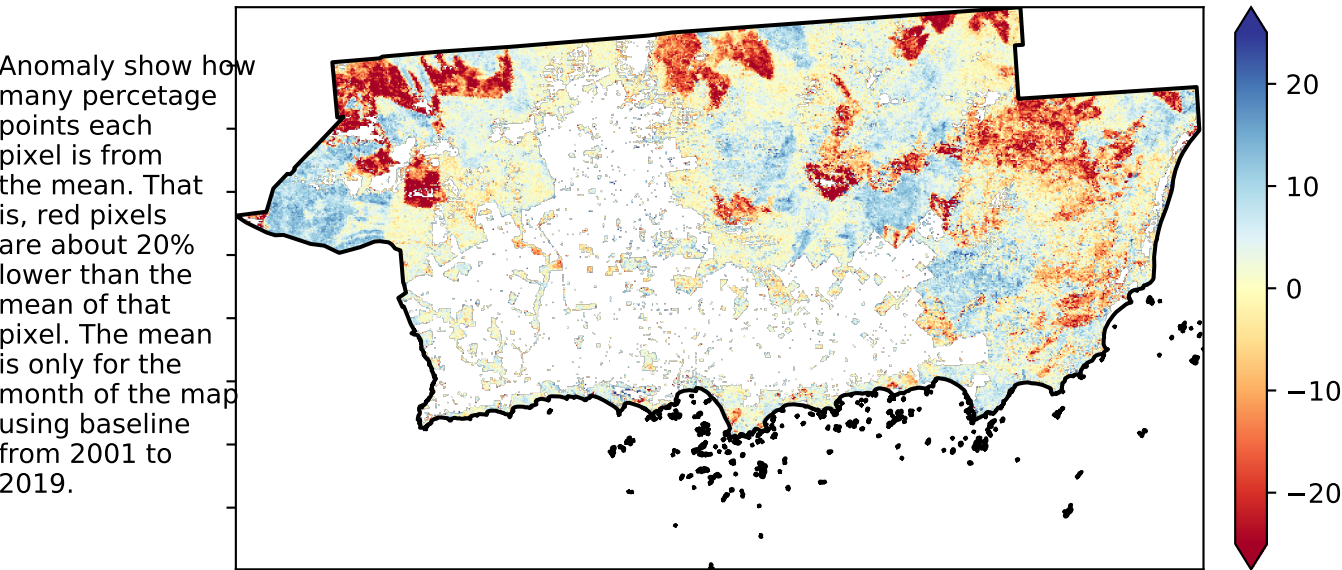 Anomaly show how
many percetage
points each
pixel is from
the mean. That
is, red pixels
are about 20%
lower than the
mean of that
pixel. The mean
is only for the
month of the map
using baseline
from 2001 to
2019.
20
10
0
−10
−20